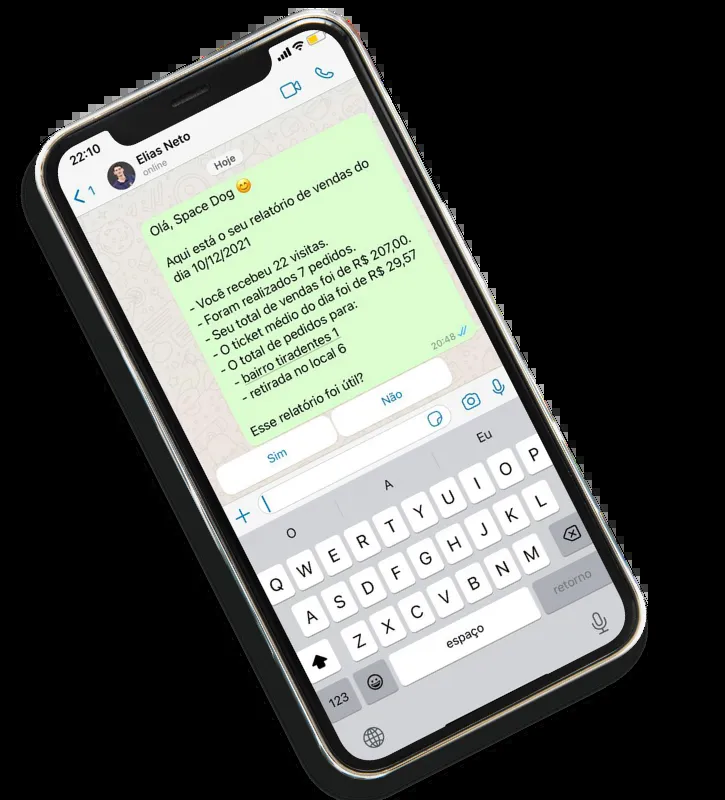 22:10
1
Elias Neto
online
Hoje
Olá, Space Dog 😊
Aqui está o seu relatório de vendas do
dia 10/12/2021
- Você recebeu 22 visitas.
- Foram realizados 7 pedidos.
- Seu total de vendas foi de R$ 207,00.
- O ticket médio do dia foi de R$ 29,57
- O total de pedidos para:
- bairro tiradentes 1
- retirada no local 6
Esse relatório foi útil?
20:48
Sim
Não
O
A
Eu
Q W E R T Y U I O P
A S D F G H J K L
Z X C V B N M
123
espaço
retorno